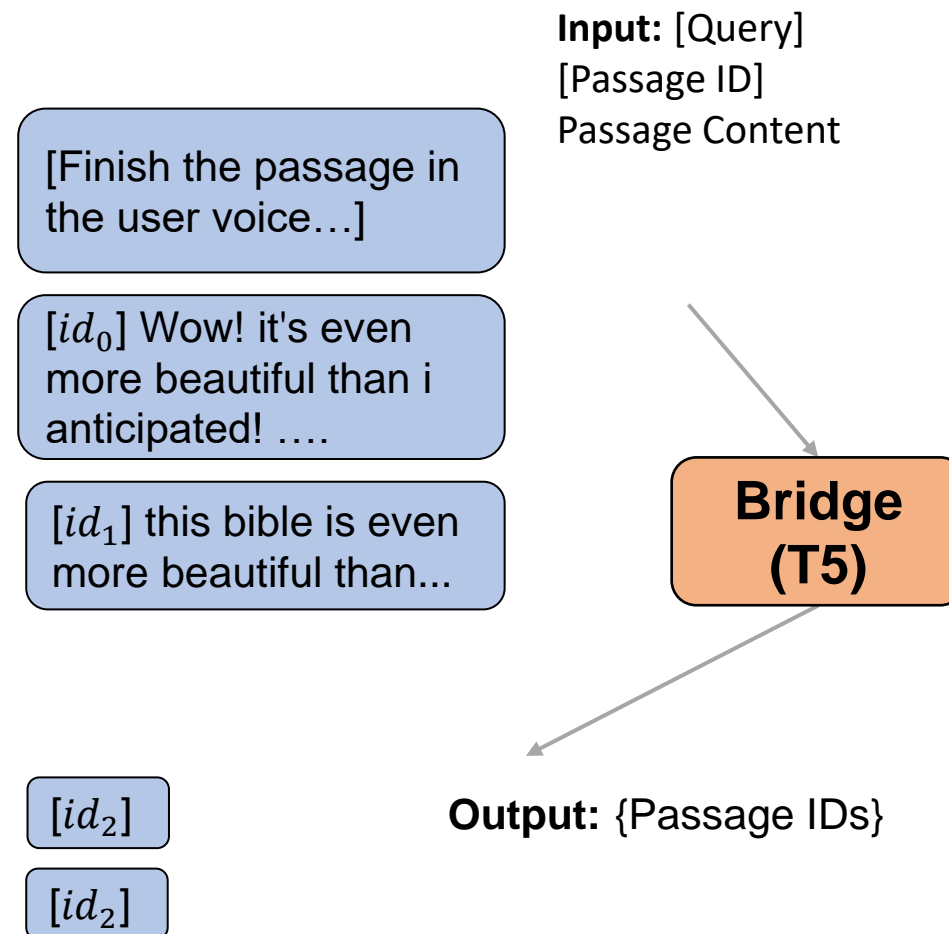 Input: [Query]
[Passage ID]
Passage Content
[Finish the passage in
the user voice…]
[id₀] Wow! it's even
more beautiful than i
anticipated! ….
[id₁] this bible is even
more beautiful than...
Bridge
(T5)
[id₂]
Output: {Passage IDs}
[id₂]